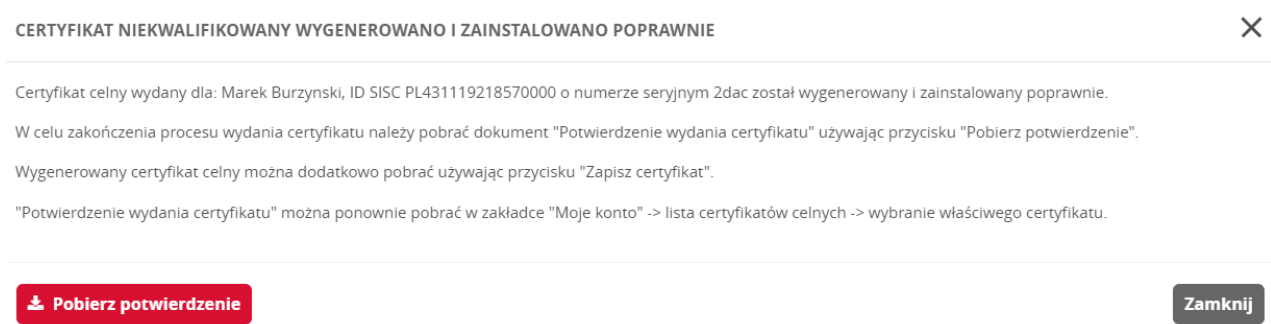 CERTYFIKAT NIEKWALIFIKOWANY WYGENEROWANO I ZAINSTALOWANO POPRAWNIE
Certyfikat celny wydany dla: Marek Burzynski, ID SISC PL431119218570000 o numerze seryjnym 2dac został wygenerowany i zainstalowany poprawnie.
W celu zakończenia procesu wydania certyfikatu należy pobrać dokument "Potwierdzenie wydania certyfikatu" używając przycisku "Pobierz potwierdzenie".
Wygenerowany certyfikat celny można dodatkowo pobrać używając przycisku "Zapisz certyfikat".
"Potwierdzenie wydania certyfikatu" można ponownie pobrać w zakładce "Moje konto" -> lista certyfikatów celnych -> wybranie właściwego certyfikatu.
Pobierz potwierdzenie
Zamknij